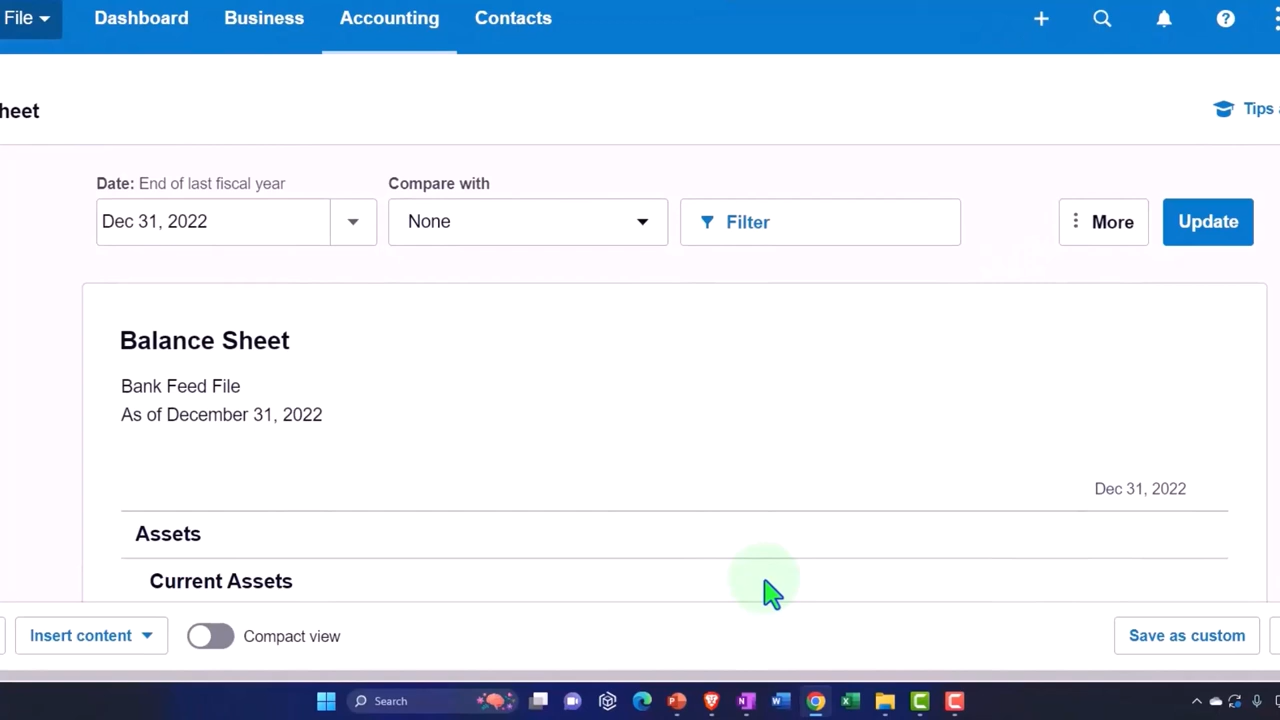 File Dashboard Business Accounting Contacts
heet
Tips
Date: End of last fiscal year Compare with
Dec 31, 2022 None Filter More Update
Balance Sheet
Bank Feed File
As of December 31, 2022
Dec 31, 2022
Assets
Current Assets
Insert content Compact view Save as custom
Search